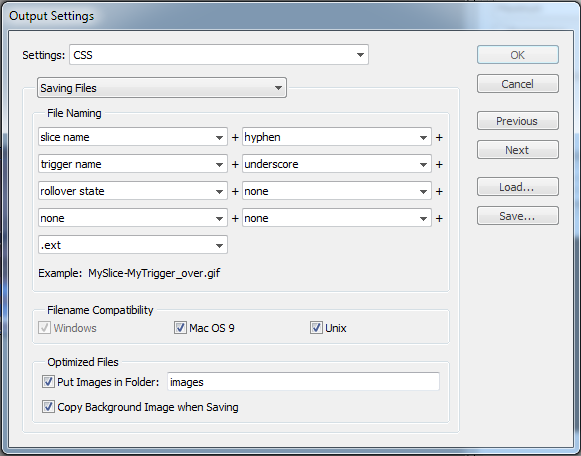 Output Settings
Settings: CSS
OK
Saving Files
Cancel
File Naming
Previous
slice name + hyphen +
trigger name + underscore +
Next
rollover state + none +
Load...
none + none +
Save...
.ext
Example: MySlice-MyTrigger_over.gif
Filename Compatibility
Windows Mac OS 9 Unix
Optimized Files
Put Images in Folder: images
Copy Background Image when Saving